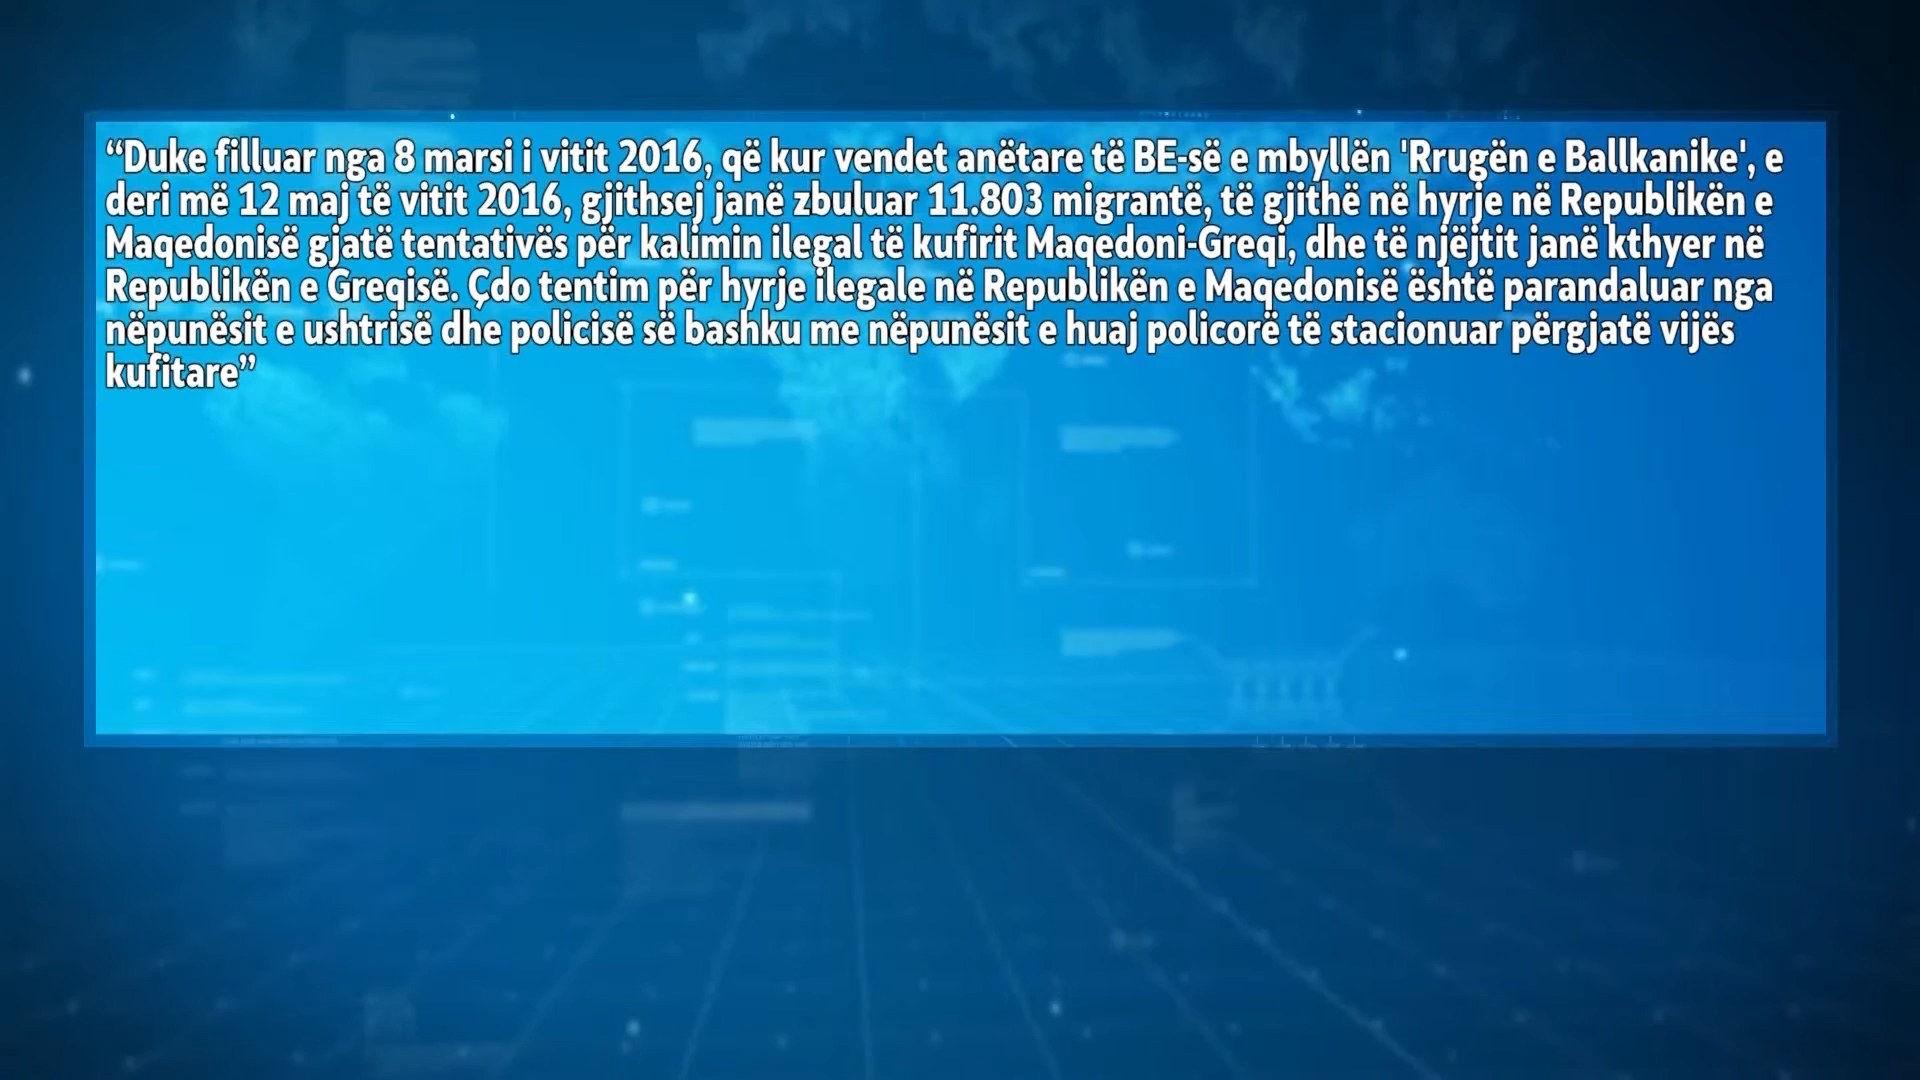 “Duke filluar nga 8 marsi i vitit 2016, që kur vendet anëtare të BE-së e mbyllën 'Rrugën e Ballkanike', e
deri më 12 maj të vitit 2016, gjithsej janë zbuluar 11.803 migrantë, të gjithë në hyrje në Republikën e
Maqedonisë gjatë tentativës për kalimin ilegal të kufirit Maqedoni-Greqi, dhe të njëjtit janë kthyer në
Republikën e Greqisë. Çdo tentim për hyrje ilegale në Republikën e Maqedonisë është parandaluar nga
nëpunësit e ushtrisë dhe policisë së bashku me nëpunësit e huaj policorë të stacionuar përgjatë vijës
kufitare”